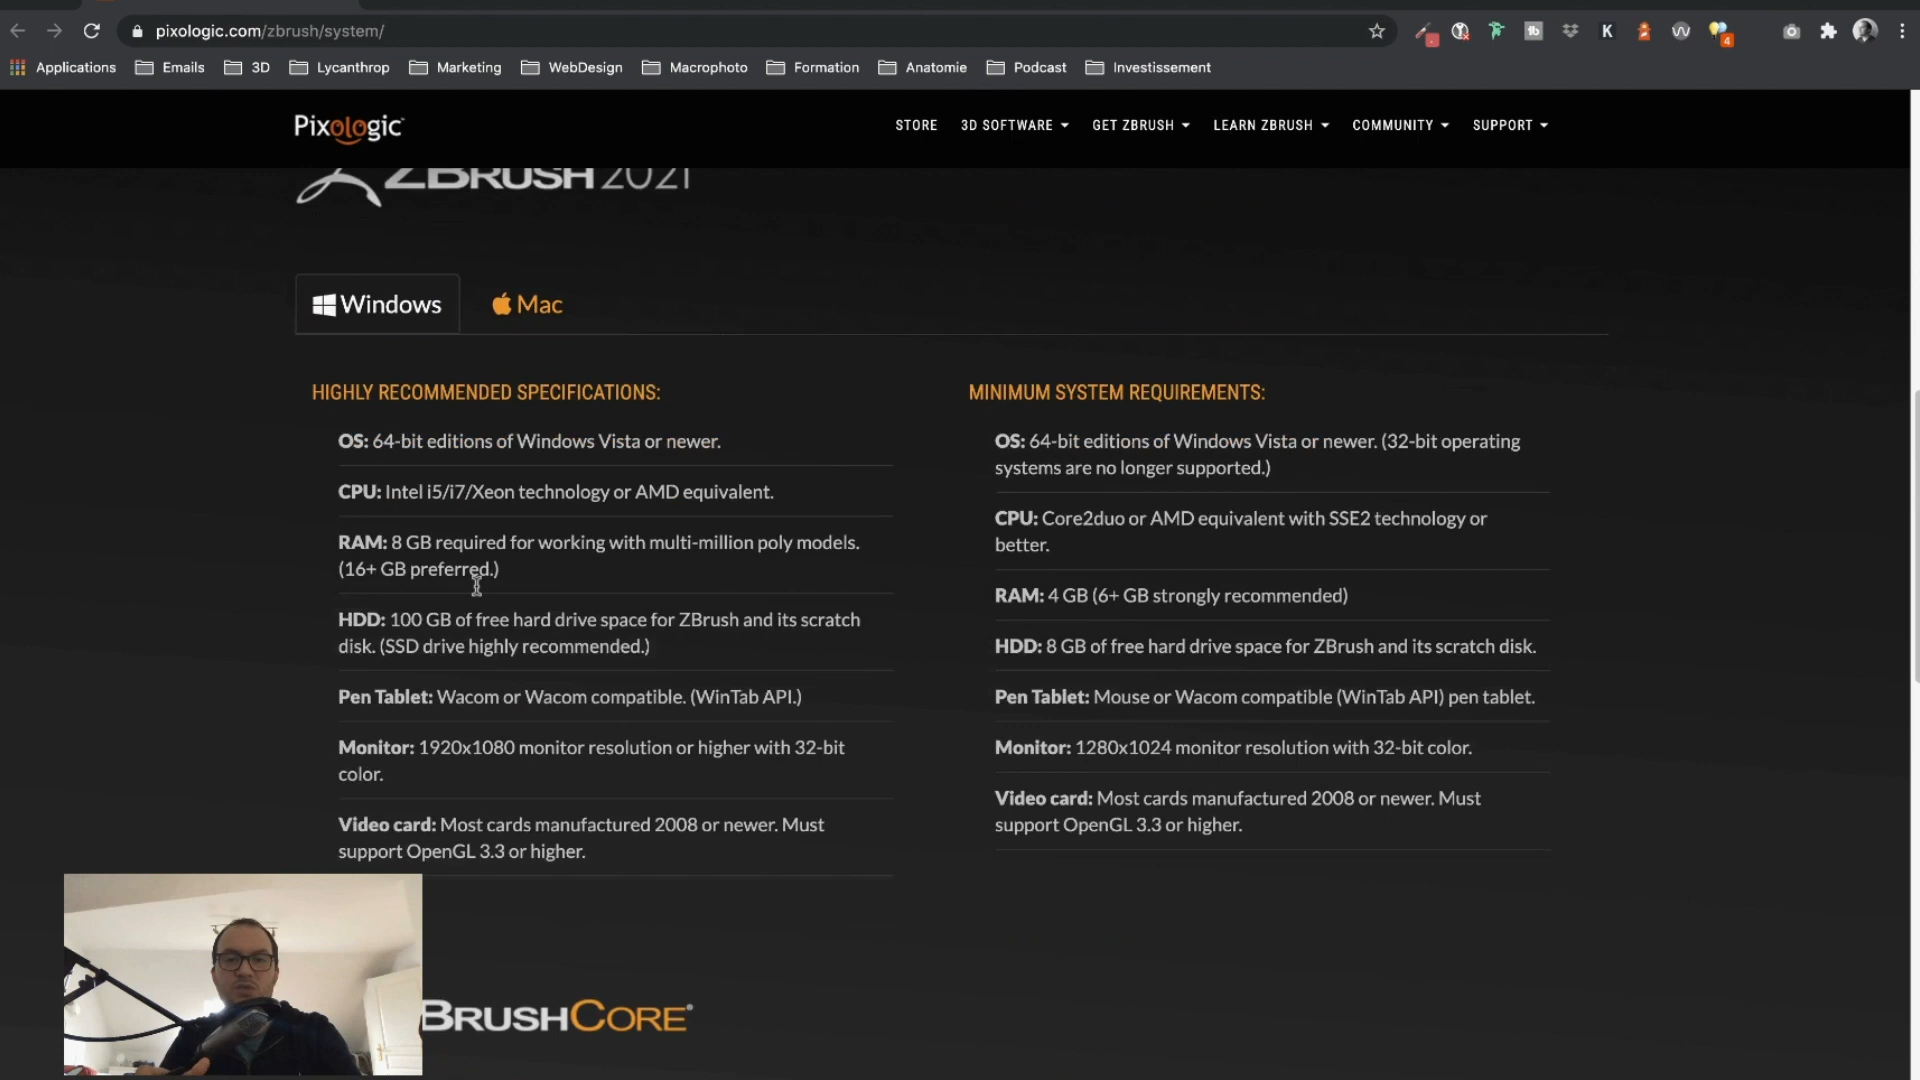 pixologic.com/zbrush/system/
K
4
Applications Emails 3D Lycanthrop Marketing WebDesign Macrophoto Formation Anatomie Podcast Investissement
Pixologic
STORE 3D SOFTWARE GET ZBRUSH LEARN ZBRUSH COMMUNITY SUPPORT
ZBRUSH 2021
Windows Mac
HIGHLY RECOMMENDED SPECIFICATIONS:
OS: 64-bit editions of Windows Vista or newer.
CPU: Intel i5/i7/Xeon technology or AMD equivalent.
RAM: 8 GB required for working with multi-million poly models.
(16+ GB preferred.)
HDD: 100 GB of free hard drive space for ZBrush and its scratch
disk. (SSD drive highly recommended.)
Pen Tablet: Wacom or Wacom compatible. (WinTab API.)
Monitor: 1920x1080 monitor resolution or higher with 32-bit
color.
Video card: Most cards manufactured 2008 or newer. Must
support OpenGL 3.3 or higher.
MINIMUM SYSTEM REQUIREMENTS:
OS: 64-bit editions of Windows Vista or newer. (32-bit operating
systems are no longer supported.)
CPU: Core2duo or AMD equivalent with SSE2 technology or
better.
RAM: 4 GB (6+ GB strongly recommended)
HDD: 8 GB of free hard drive space for ZBrush and its scratch disk.
Pen Tablet: Mouse or Wacom compatible (WinTab API) pen tablet.
Monitor: 1280x1024 monitor resolution with 32-bit color.
Video card: Most cards manufactured 2008 or newer. Must
support OpenGL 3.3 or higher.
BRUSHCORE®